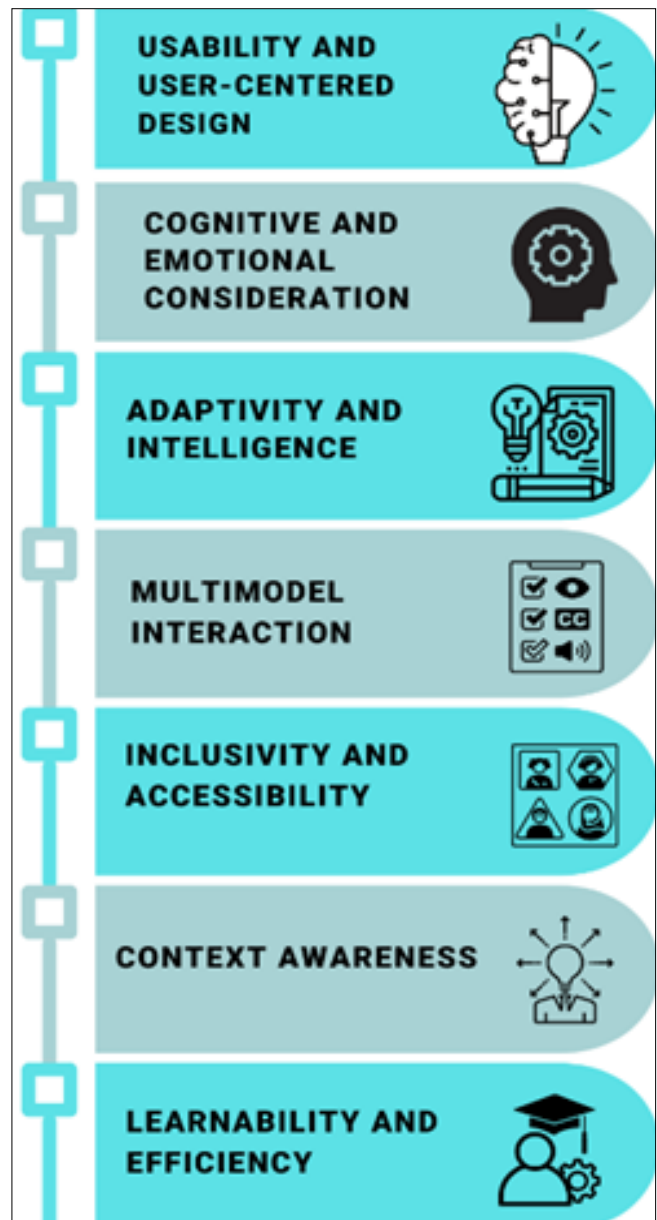 USABILITY AND
USER-CENTERED
DESIGN
COGNITIVE AND
EMOTIONAL
CONSIDERATION
ADAPTIVITY AND
INTELLIGENCE
MULTIMODEL
INTERACTION
CC
INCLUSIVITY AND
ACCESSIBILITY
CONTEXT AWARENESS
LEARNABILITY AND
EFFICIENCY